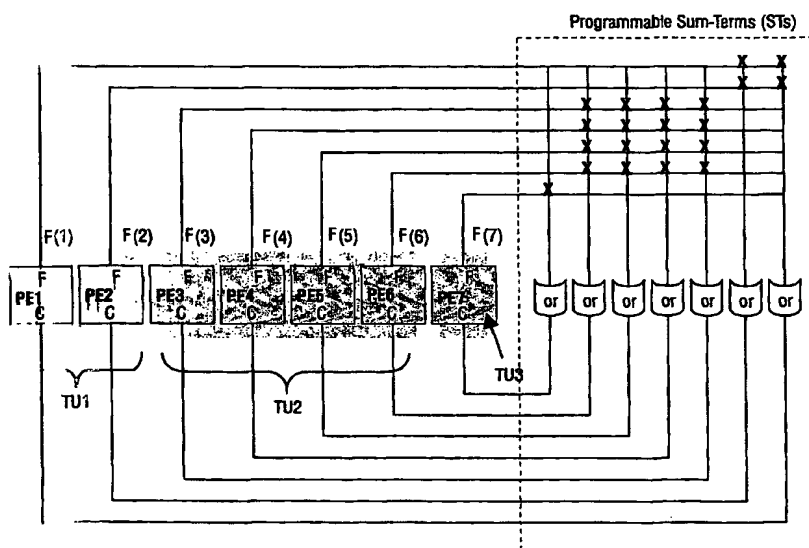 Programmable Sum-Terms (STs)
X X
X X
X X X X
X X X X
X X X X
X X X X
X
F(1) F(2) F(3) F(4) F(5) F(6) F(7)
F F F F F F F
PE1 PE2 PE3 PE4 PE5 PE6 PE7
C C C C C C C
or or or or or or or
TU1 TU2 TU3